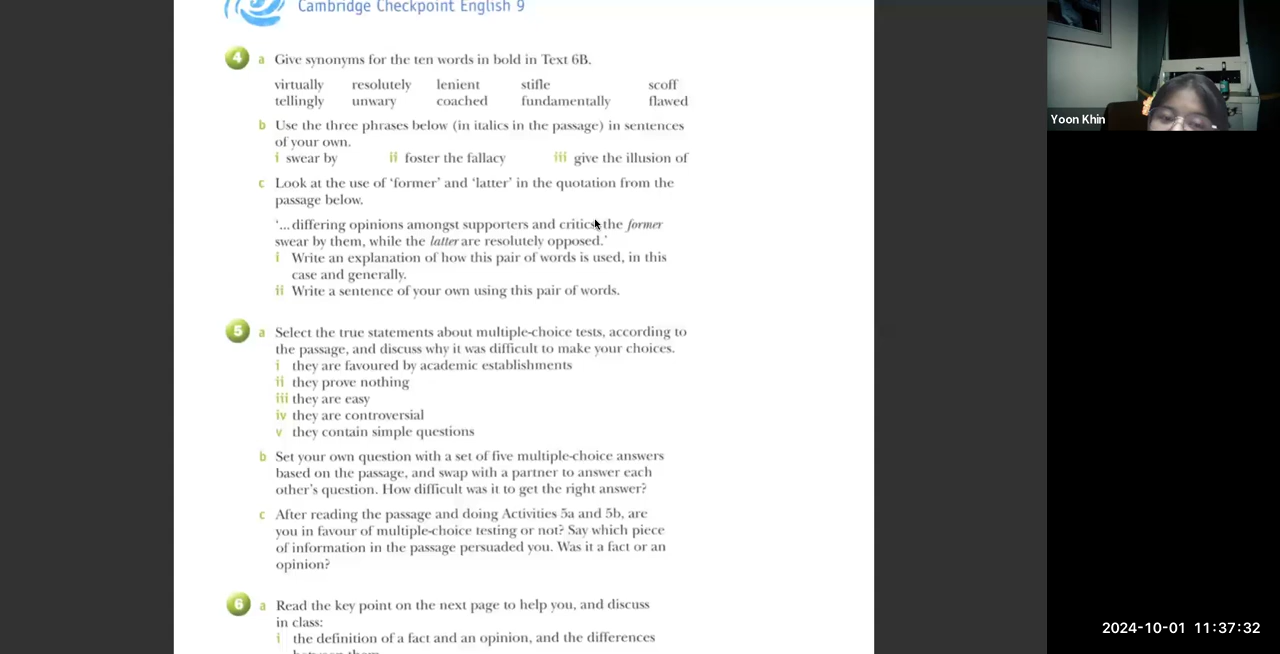 Cambridge Checkpoint English 9
4 a Give synonyms for the ten words in bold in Text 6B.
virtually resolutely lenient stifle scoff
tellingly unwary coached fundamentally flawed
b Use the three phrases below (in italics in the passage) in sentences
of your own.
i swear by ii foster the fallacy iii give the illusion of
c Look at the use of ‘former’ and ‘latter’ in the quotation from the
passage below.
‘... differing opinions amongst supporters and critics: the former
swear by them, while the latter are resolutely opposed.’
i Write an explanation of how this pair of words is used, in this
case and generally.
ii Write a sentence of your own using this pair of words.
5 a Select the true statements about multiple-choice tests, according to
the passage, and discuss why it was difficult to make your choices.
i they are favoured by academic establishments
ii they prove nothing
iii they are easy
iv they are controversial
v they contain simple questions
b Set your own question with a set of five multiple-choice answers
based on the passage, and swap with a partner to answer each
other’s question. How difficult was it to get the right answer?
c After reading the passage and doing Activities 5a and 5b, are
you in favour of multiple-choice testing or not? Say which piece
of information in the passage persuaded you. Was it a fact or an
opinion?
6 a Read the key point on the next page to help you, and discuss
in class:
i the definition of a fact and an opinion, and the differences
between them
Yoon Khin
2024-10-01 11:37:32